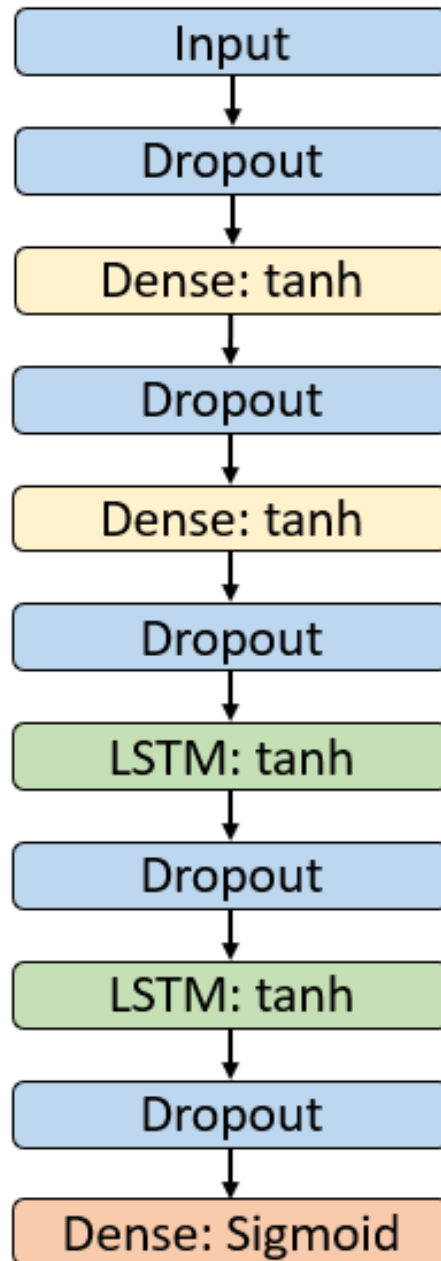 Input
Dropout
Dense: tanh
Dropout
Dense: tanh
Dropout
LSTM: tanh
Dropout
LSTM: tanh
Dropout
Dense: Sigmoid